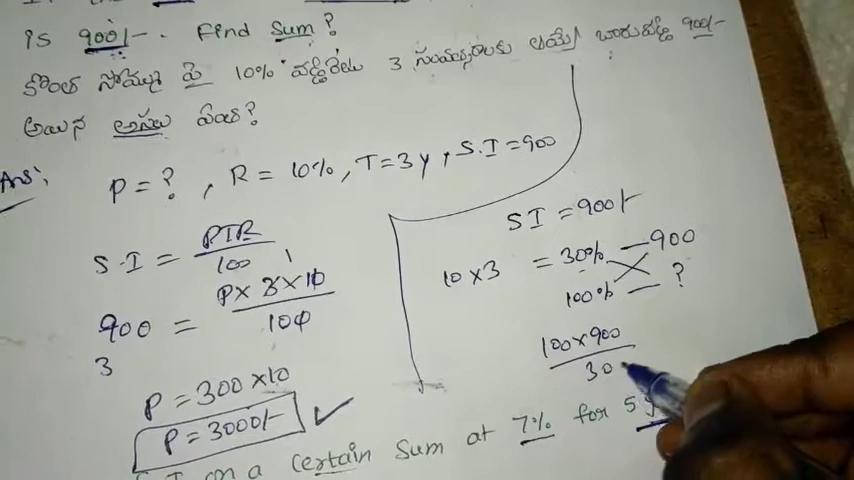 is 900/-. Find Sum?
కొంత సొమ్ము పై 10% వడ్డీరేటు 3 సంవత్సరాలకు అయ్యే బారువడ్డీ 900/-
అయిన అసలు ఎంత?
Ans:
P = ?, R = 10%, T = 3y, S.I = 900
S.I = PTR/100
900 = P × 3 × 10 / 100
3
P = 300 × 10
P = 3000/-
SI = 900/-
10 × 3 = 30% — 900
100% — ?
100 × 900 / 30
on a certain Sum at 7% for 5